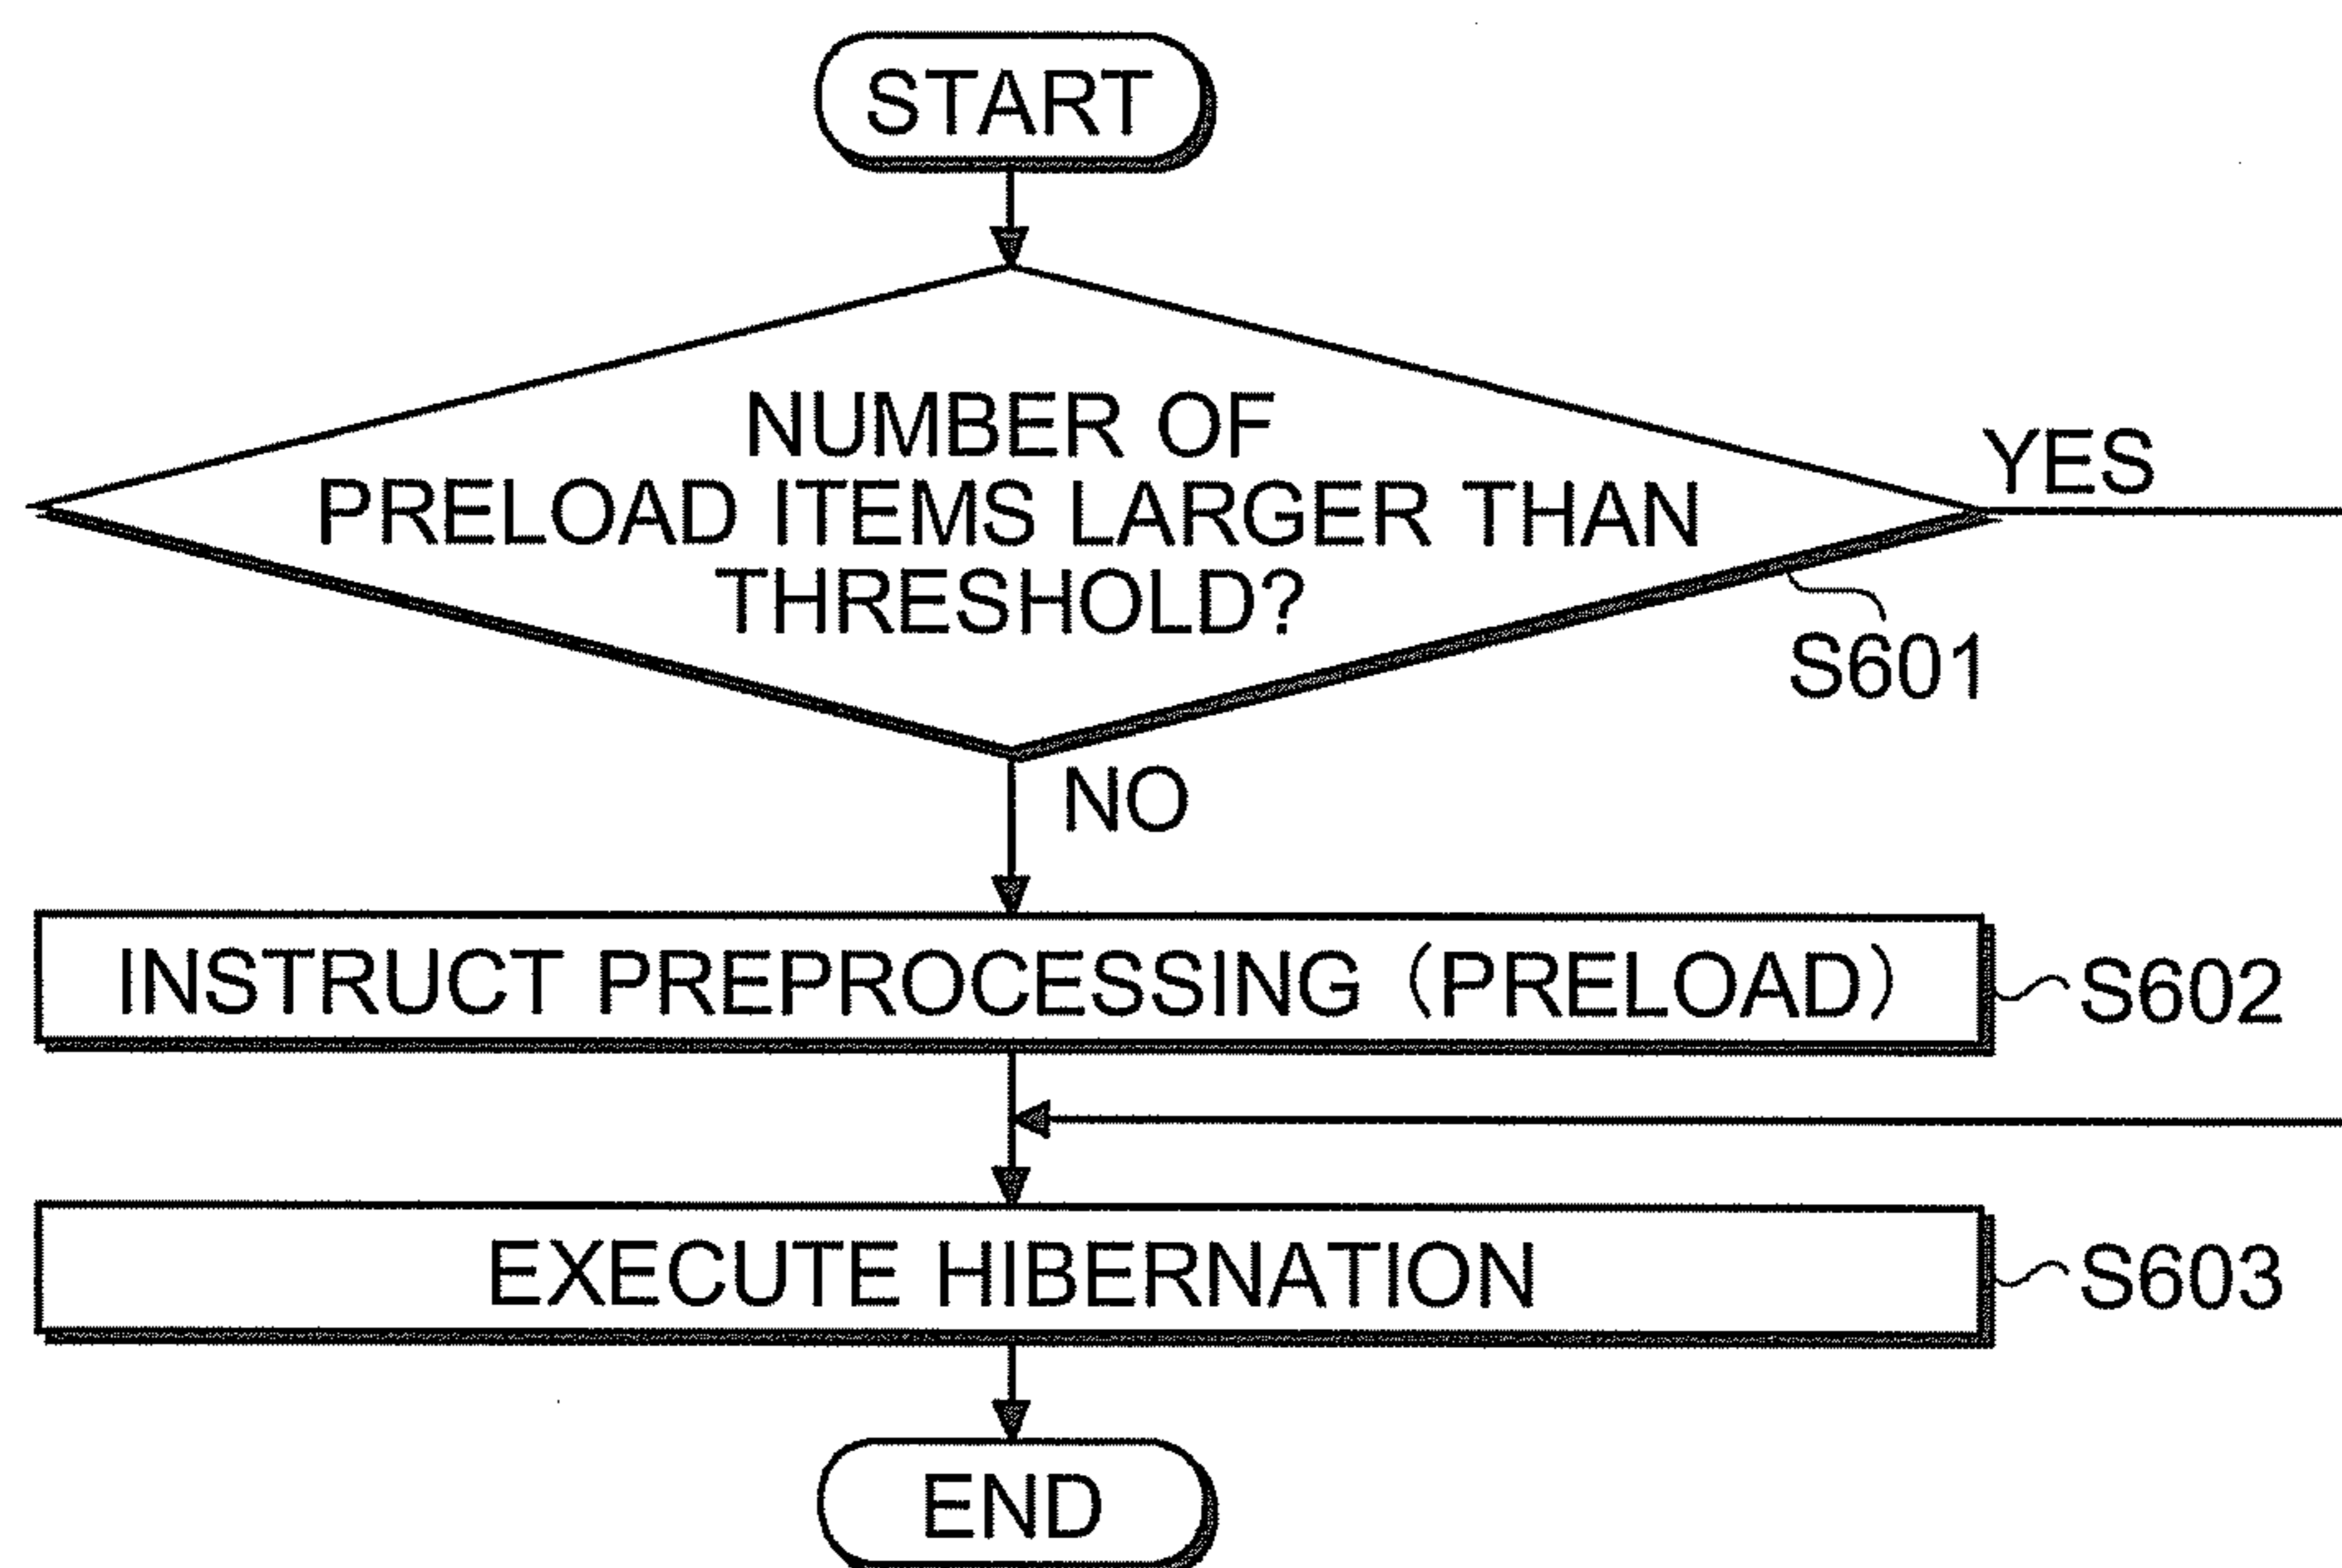 START
NUMBER OF
PRELOAD ITEMS LARGER THAN
THRESHOLD?
YES
S601
NO
INSTRUCT PREPROCESSING (PRELOAD)
S602
EXECUTE HIBERNATION
S603
END